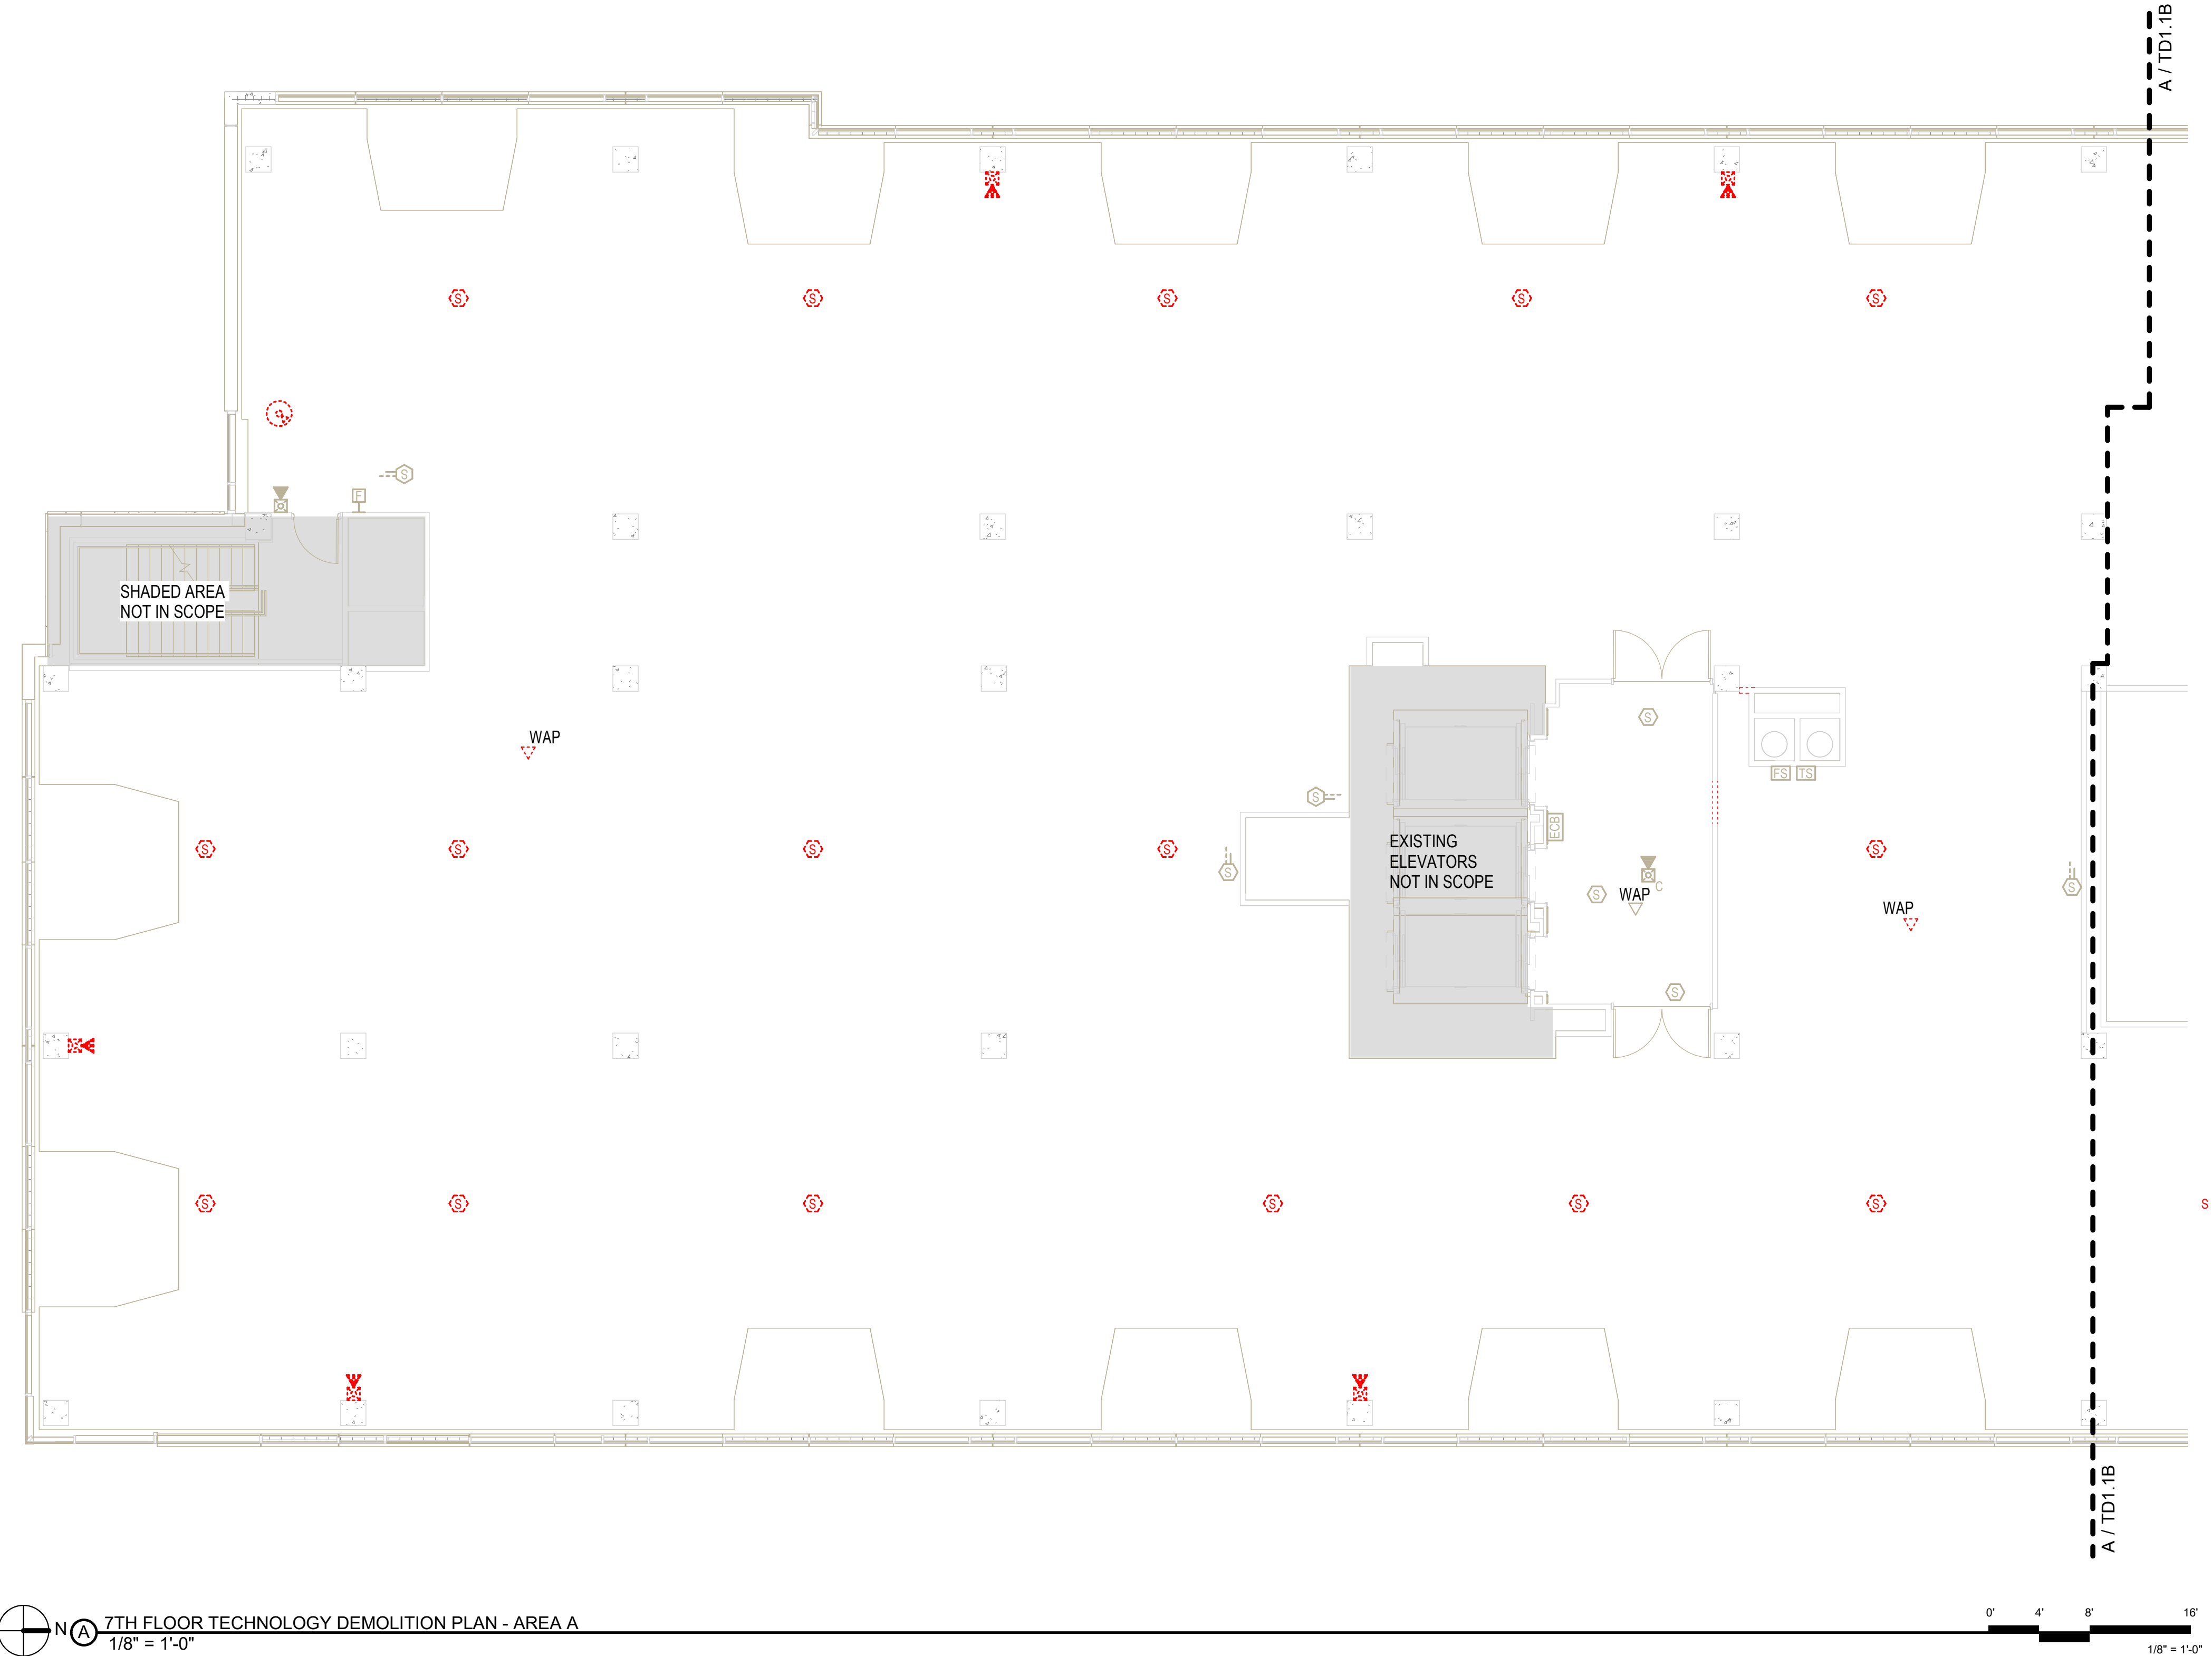 A / TD1.1B
S
S
S
S
S
S
F
SHADED AREA
NOT IN SCOPE
S
WAP
FS
TS
S
ECB
EXISTING
ELEVATORS
NOT IN SCOPE
S
S
S
S
S
S
S
C
S
WAP
S
WAP
S
S
S
S
S
S
S
S
A / TD1.1B
N
A
7TH FLOOR TECHNOLOGY DEMOLITION PLAN - AREA A
1/8" = 1'-0"
0' 4' 8' 16'
1/8" = 1'-0"